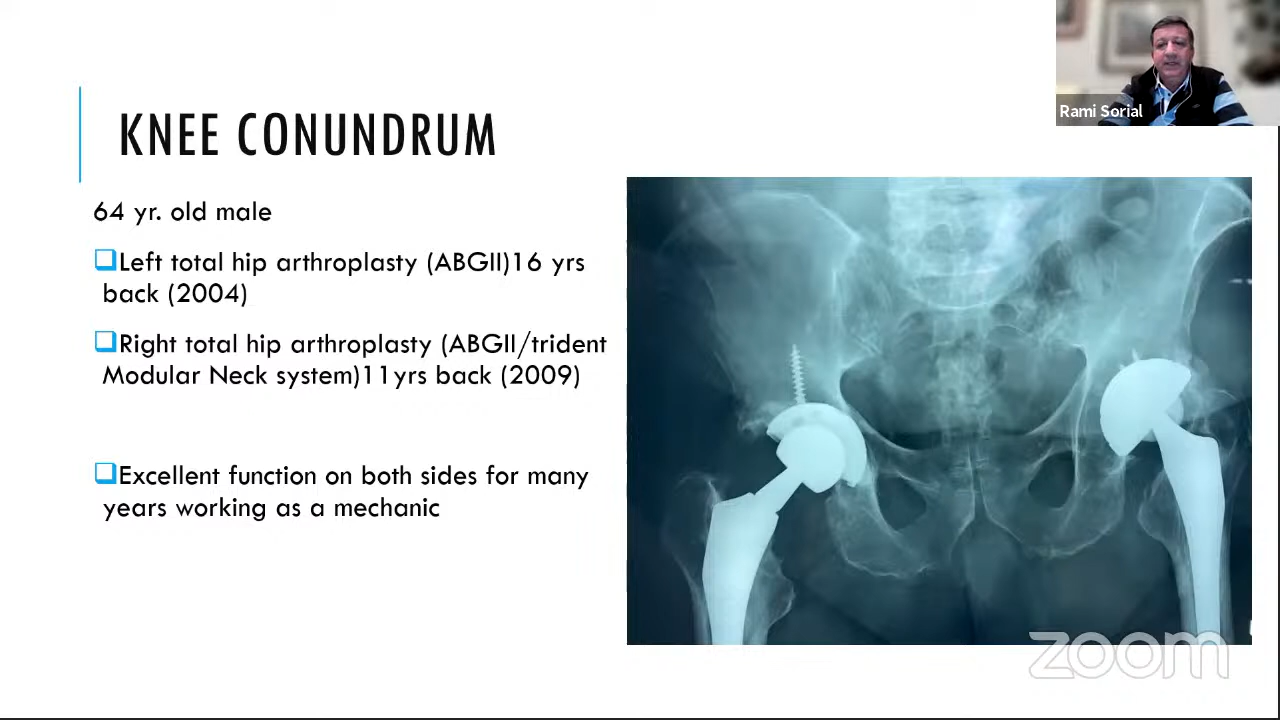 Rami Sorial
KNEE CONUNDRUM
64 yr. old male
Left total hip arthroplasty (ABGII)16 yrs
back (2004)
Right total hip arthroplasty (ABGII/trident
Modular Neck system)11yrs back (2009)
Excellent function on both sides for many
years working as a mechanic
zoom